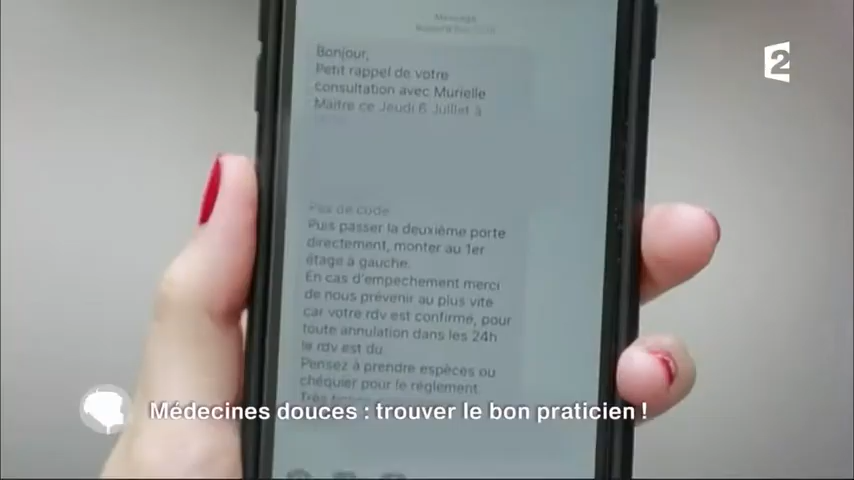 Message
Bonjour,
Petit rappel de votre
consultation avec Murielle
Maitre ce Jeudi 6 Juillet à
2
Pas de code
Puis passer la deuxième porte
directement, monter au 1er
étage à gauche.
En cas d'empechement merci
de nous prévenir au plus vite
car votre rdv est confirmé, pour
toute annulation dans les 24h
le rdv est du.
Pensez à prendre espèces ou
chéquier pour le réglement.
Médecines douces : trouver le bon praticien !